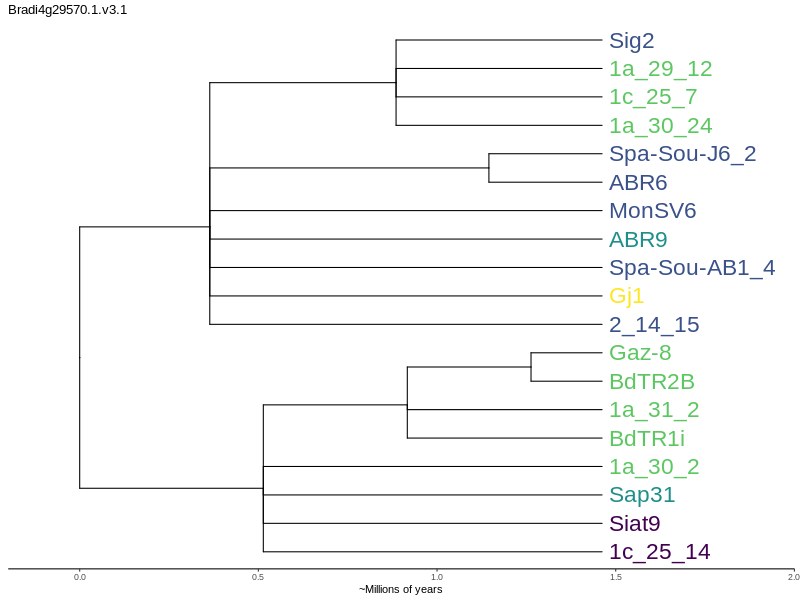 Bradi4g29570.1.v3.1
Sig2
1a_29_12
1c_25_7
1a_30_24
Spa-Sou-J6_2
ABR6
MonSV6
ABR9
Spa-Sou-AB1_4
Gj1
2_14_15
Gaz-8
BdTR2B
1a_31_2
BdTR1i
1a_30_2
Sap31
Siat9
1c_25_14
0.0 0.5 1.0 1.5 2.0
~Millions of years